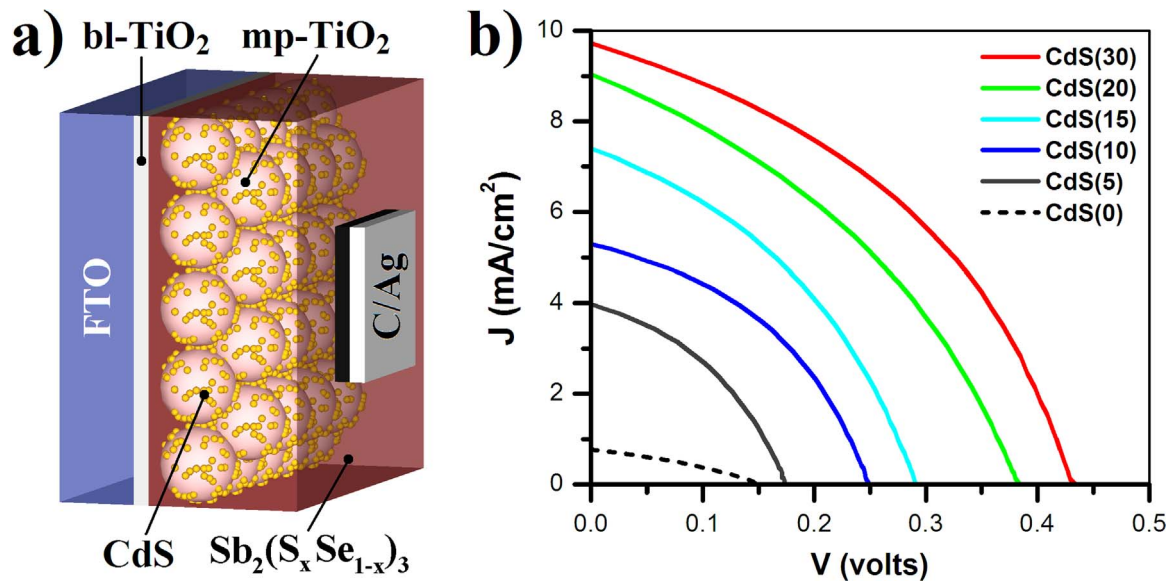 a)
bl-TiO₂
mp-TiO₂
FTO
C/Ag
CdS
Sb₂(SₓSe₁₋ₓ)₃
b)
J (mA/cm²)
10
8
6
4
2
0
CdS(30)
CdS(20)
CdS(15)
CdS(10)
CdS(5)
CdS(0)
0.0 0.1 0.2 0.3 0.4 0.5
V (volts)